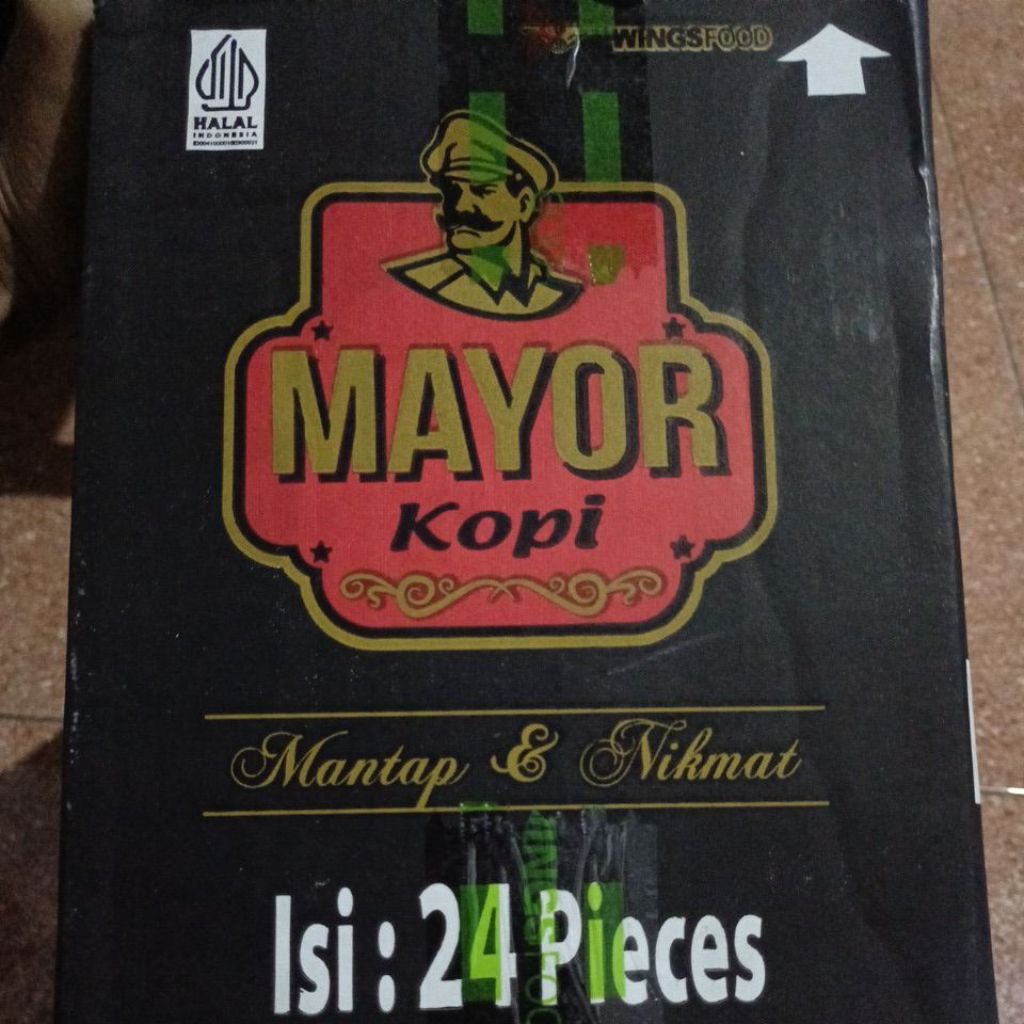 WINGSFOOD
HALAL
INDONESIA
MAYOR
Kopi
Mantap & Nikmat
Isi : 24 Pieces